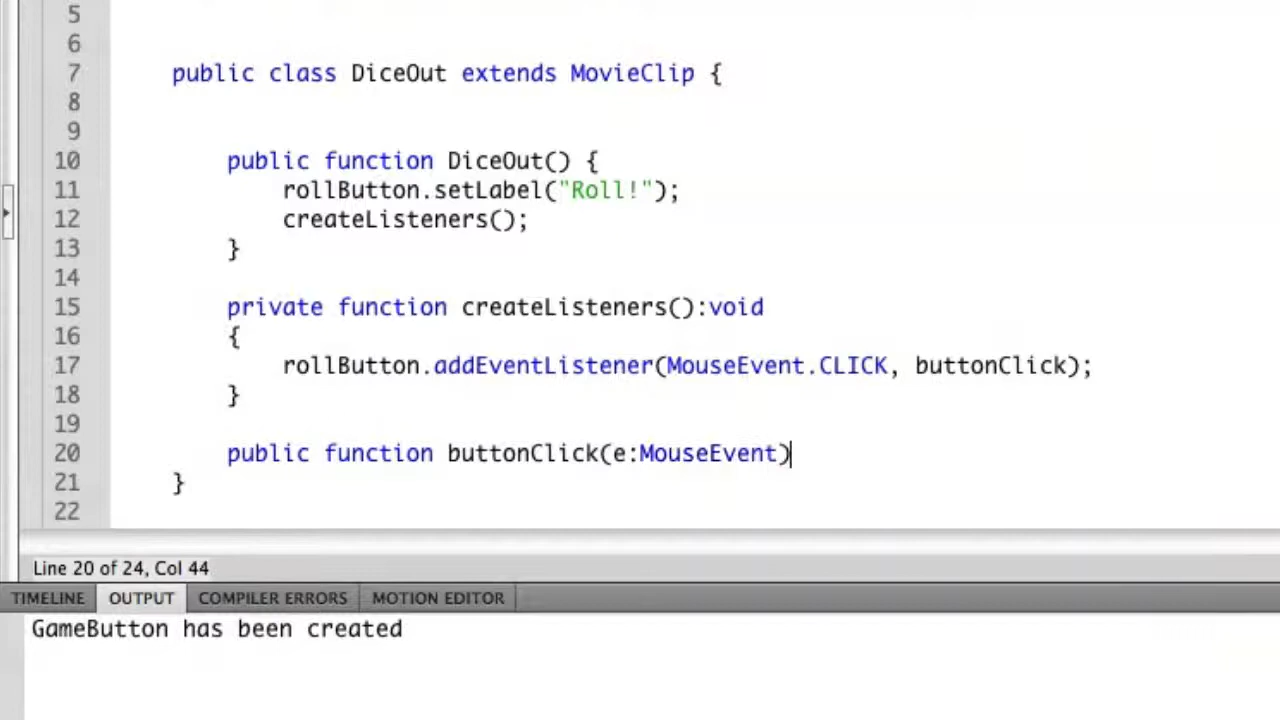 5
6
7 public class DiceOut extends MovieClip {
8
9
10 public function DiceOut() {
11 rollButton.setLabel("Roll!");
12 createListeners();
13 }
14
15 private function createListeners():void
16 {
17 rollButton.addEventListener(MouseEvent.CLICK, buttonClick);
18 }
19
20 public function buttonClick(e:MouseEvent)
21 }
22
Line 20 of 24, Col 44
TIMELINE OUTPUT COMPILER ERRORS MOTION EDITOR
GameButton has been created